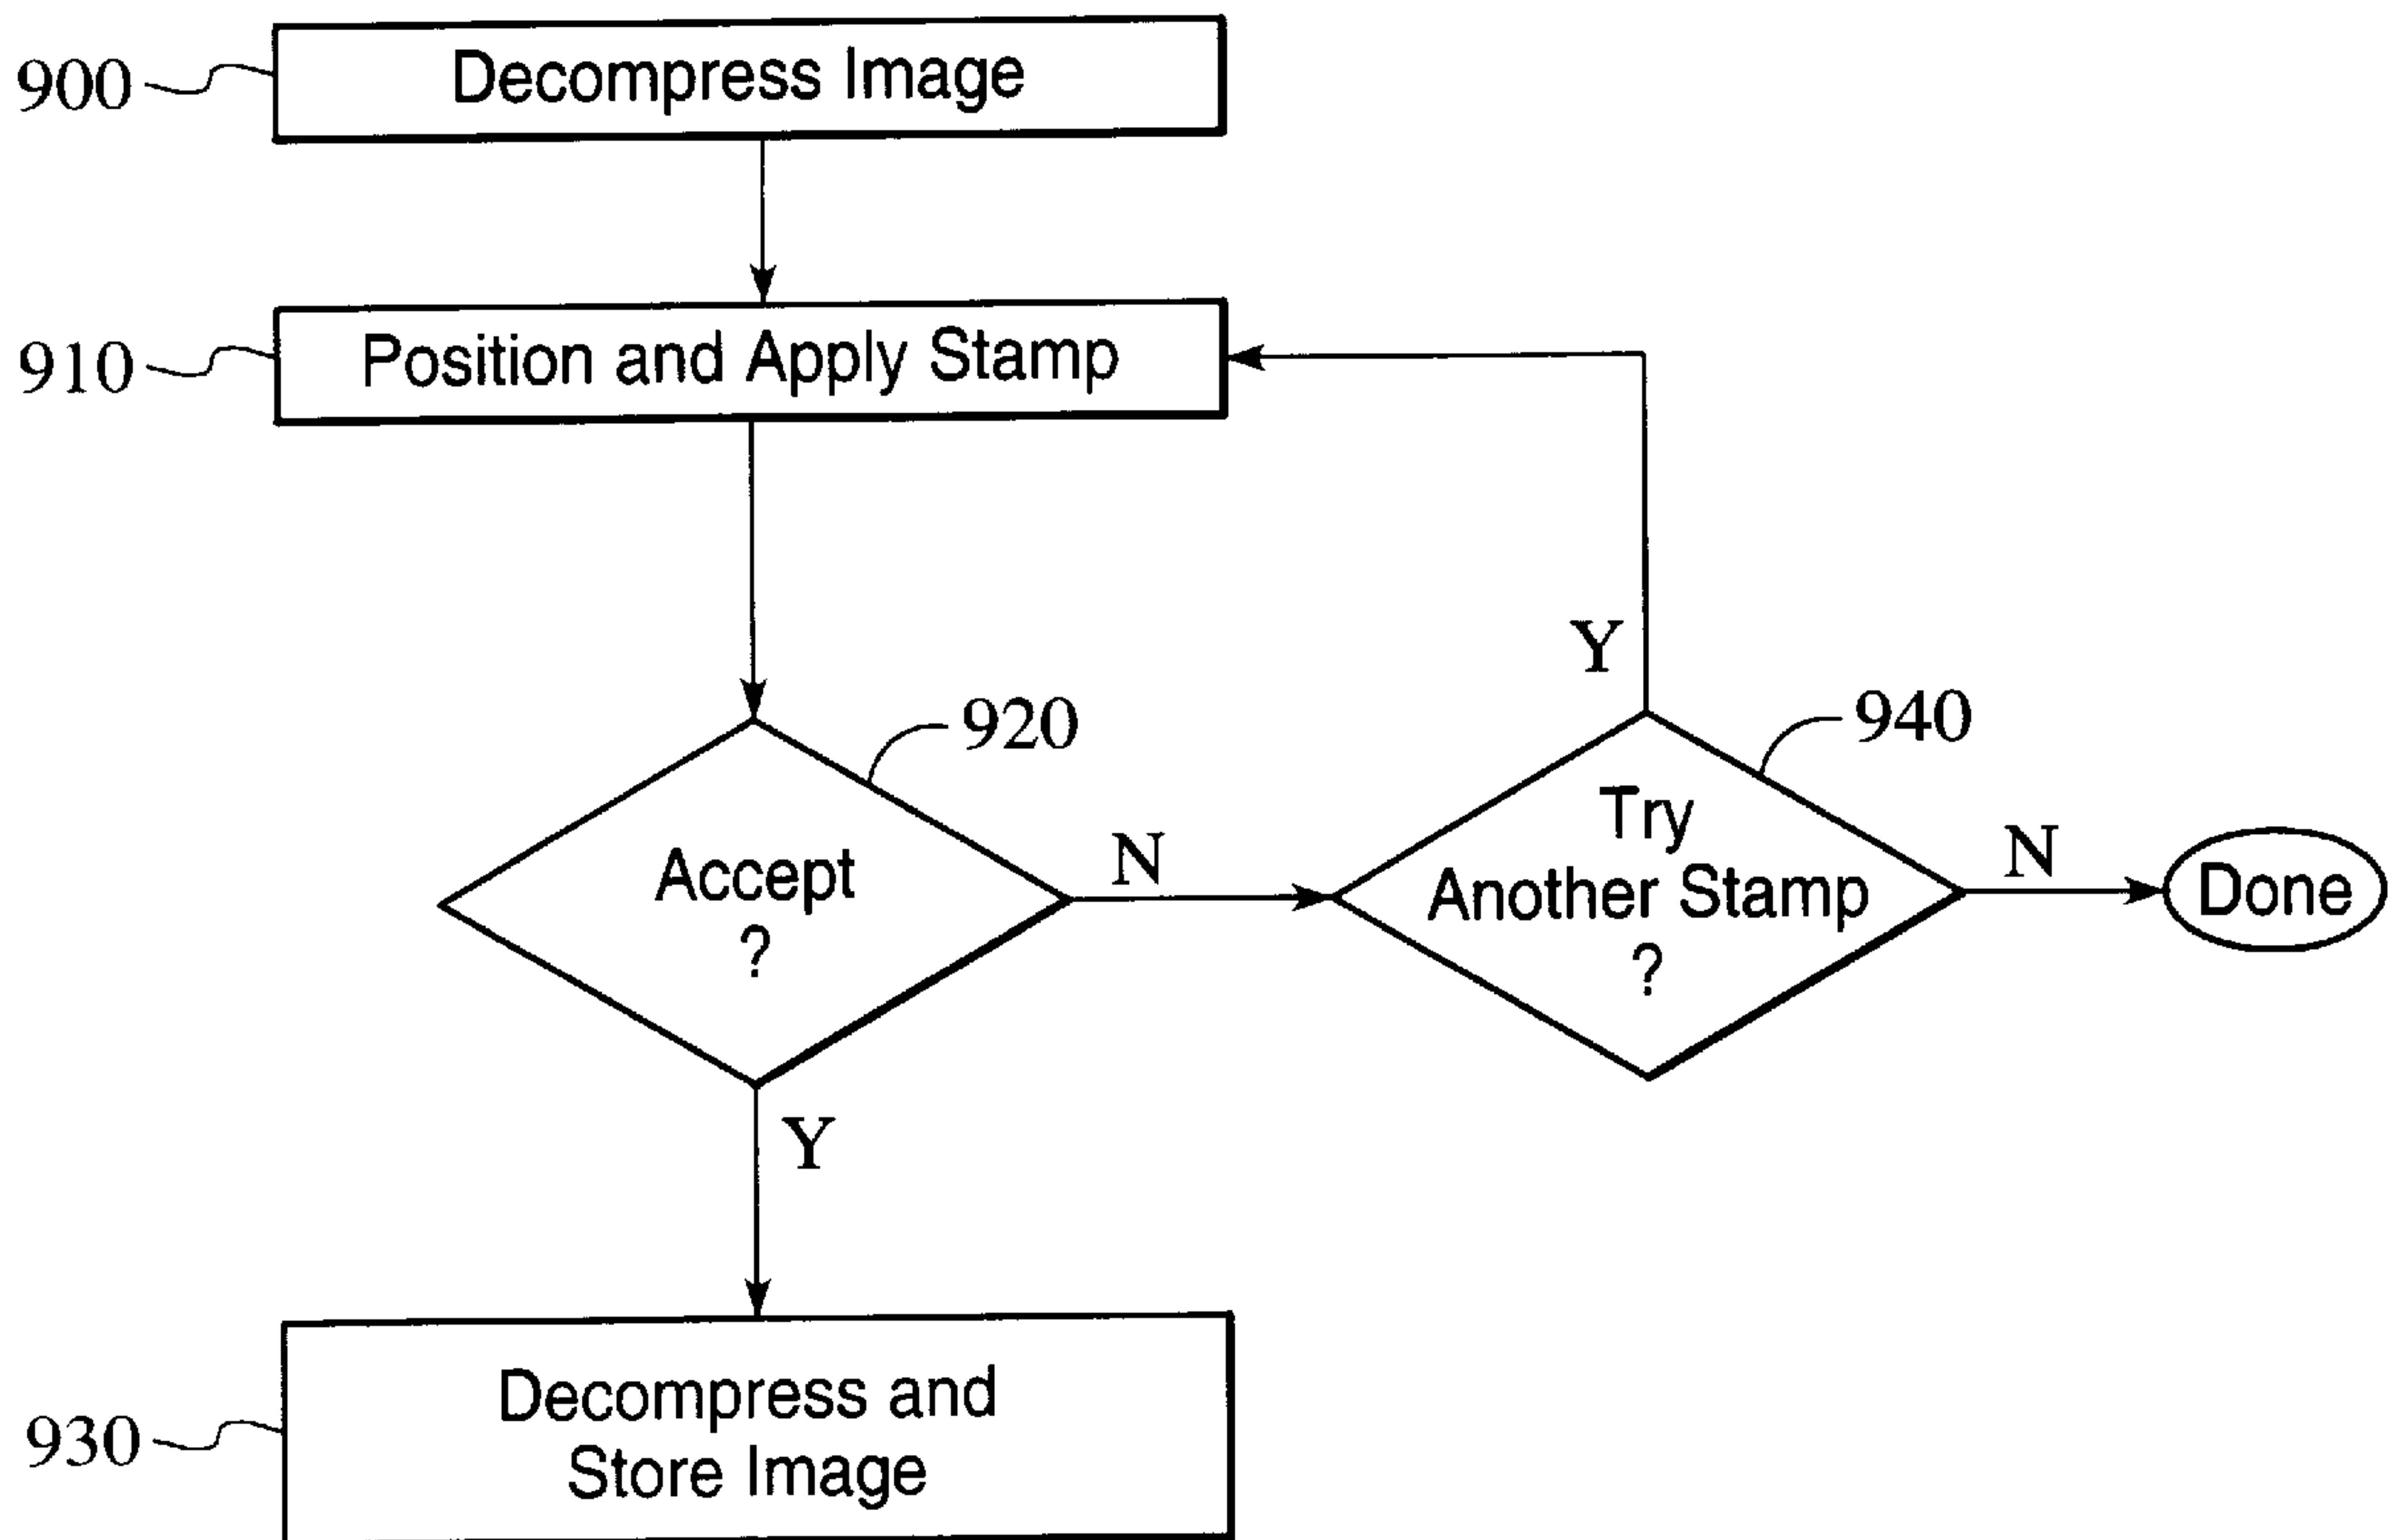 900
Decompress Image
910
Position and Apply Stamp
Y
920
940
Accept
?
N
Try
Another Stamp
?
N
Done
Y
930
Decompress and
Store Image